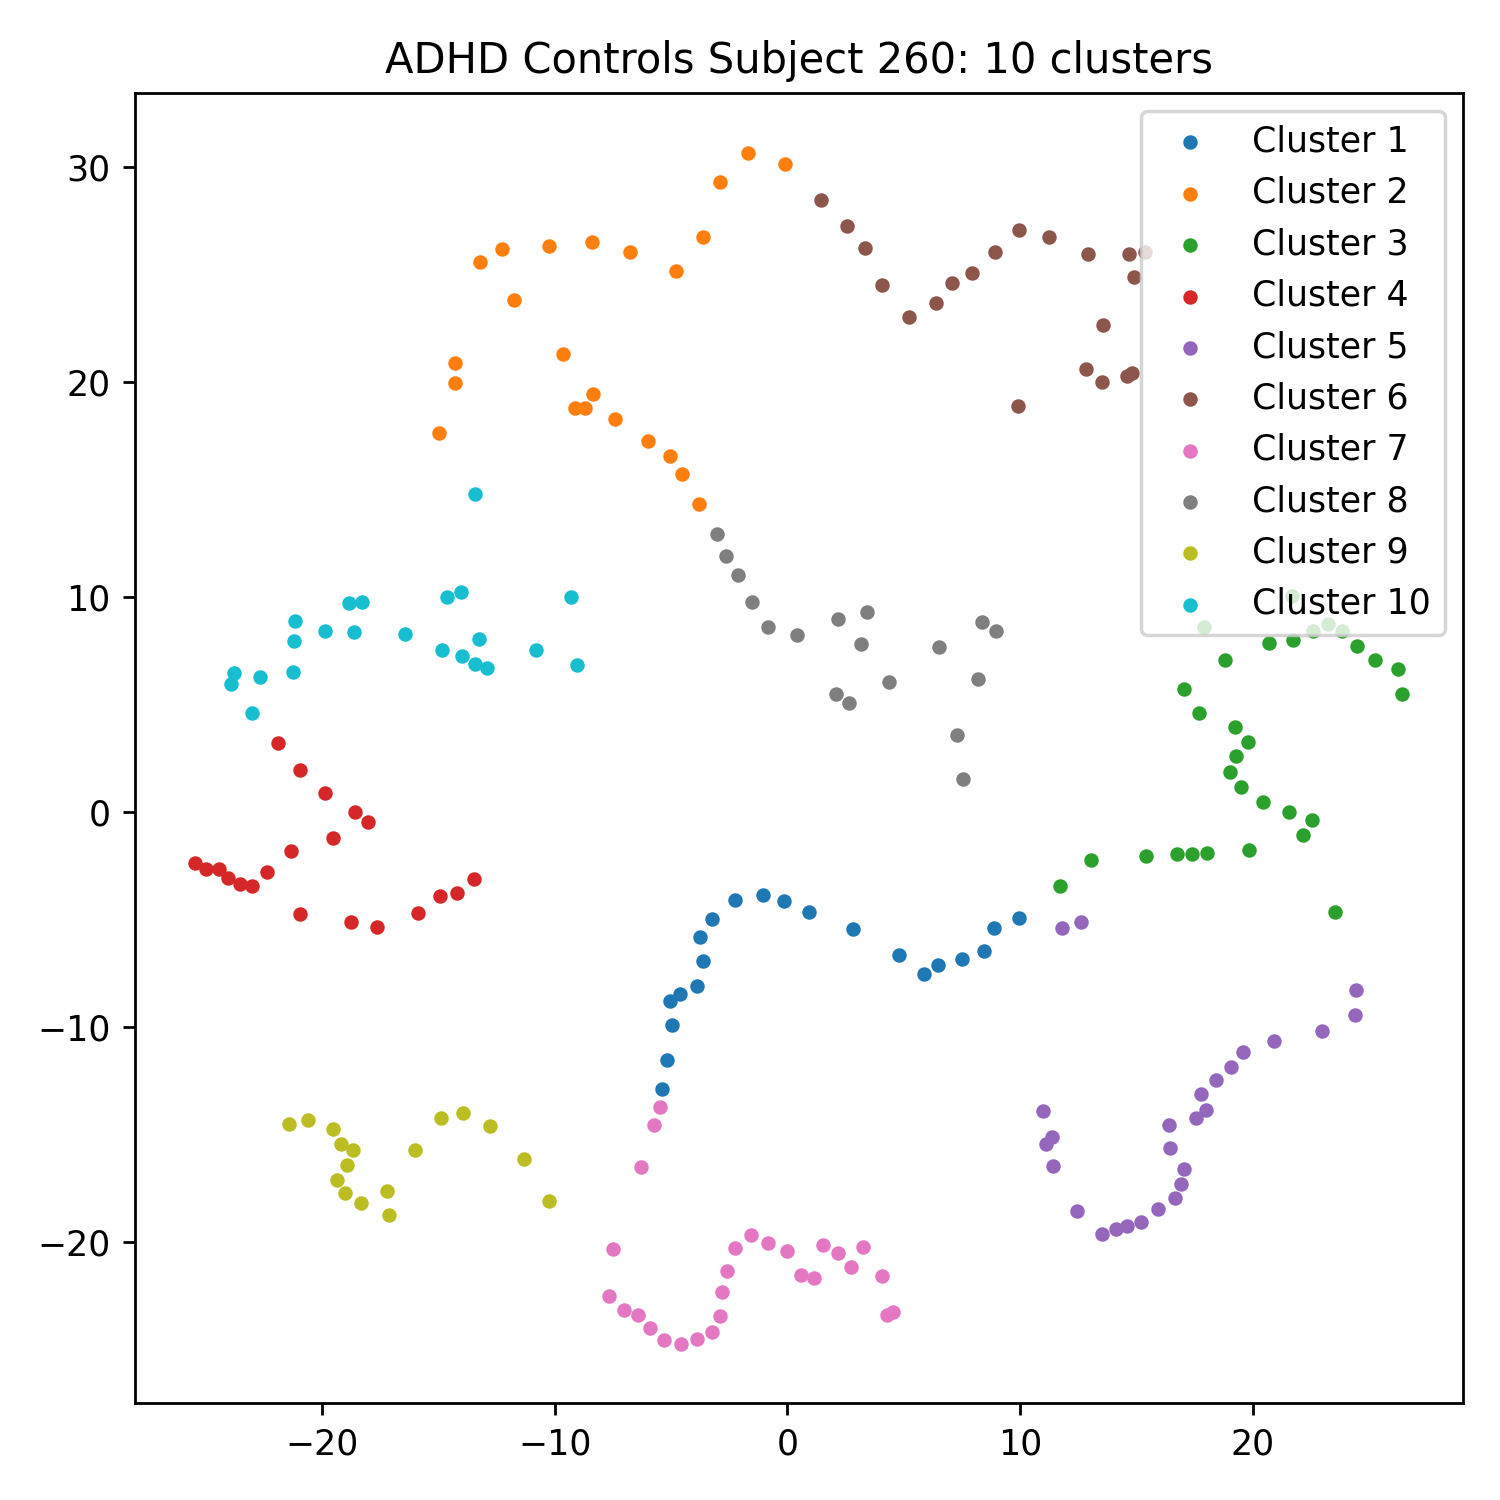 ADHD Controls Subject 260: 10 clusters
Cluster 1
Cluster 2
Cluster 3
Cluster 4
Cluster 5
Cluster 6
Cluster 7
Cluster 8
Cluster 9
Cluster 10
30
20
10
0
−10
−20
−20
−10
0
10
20